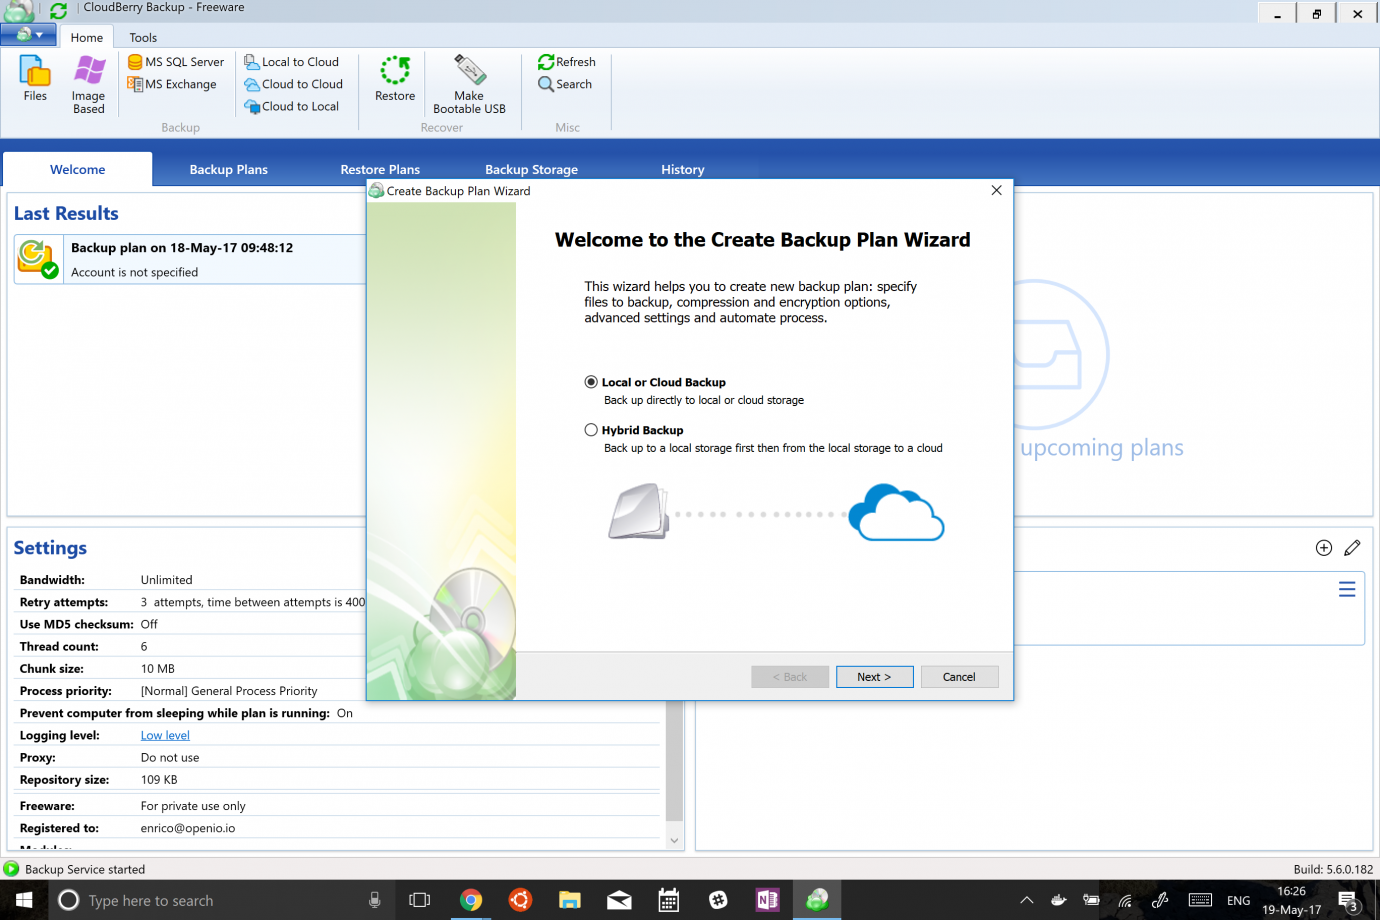 CloudBerry Backup - Freeware
Home
Tools
Files
Image
Based
MS SQL Server
MS Exchange
Backup
Local to Cloud
Cloud to Cloud
Cloud to Local
Restore
Make
Bootable USB
Recover
Refresh
Search
Misc
Welcome
Backup Plans
Restore Plans
Backup Storage
History
Last Results
Backup plan on 18-May-17 09:48:12
Account is not specified
upcoming plans
Create Backup Plan Wizard
Welcome to the Create Backup Plan Wizard
This wizard helps you to create new backup plan: specify
files to backup, compression and encryption options,
advanced settings and automate process.
Local or Cloud Backup
Back up directly to local or cloud storage
Hybrid Backup
Back up to a local storage first then from the local storage to a cloud
< Back
Next >
Cancel
Settings
Bandwidth: Unlimited
Retry attempts: 3 attempts, time between attempts is 400
Use MD5 checksum: Off
Thread count: 6
Chunk size: 10 MB
Process priority: [Normal] General Process Priority
Prevent computer from sleeping while plan is running: On
Logging level: Low level
Proxy: Do not use
Repository size: 109 KB
Freeware: For private use only
Registered to: enrico@openio.io
Backup Service started
Build: 5.6.0.182
Type here to search
ENG
16:26
19-May-17
3